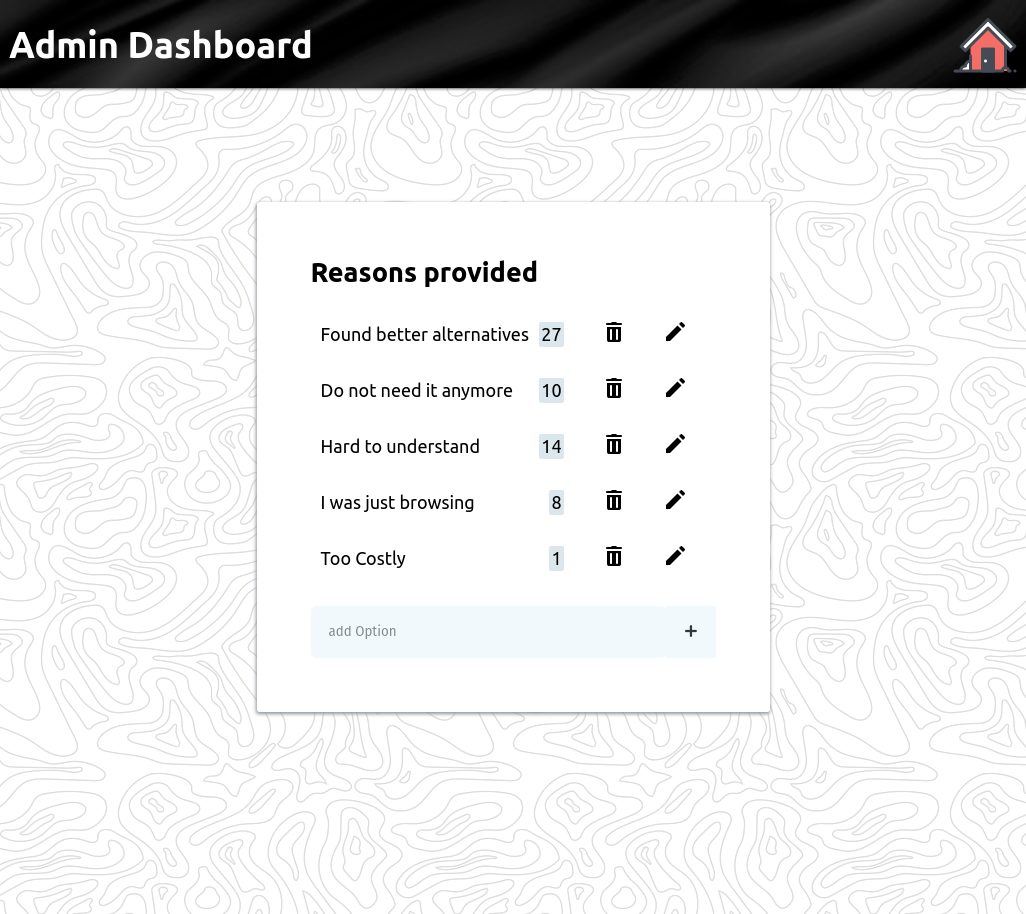 Admin Dashboard
Reasons provided
Found better alternatives 27
Do not need it anymore 10
Hard to understand 14
I was just browsing 8
Too Costly 1
add Option +